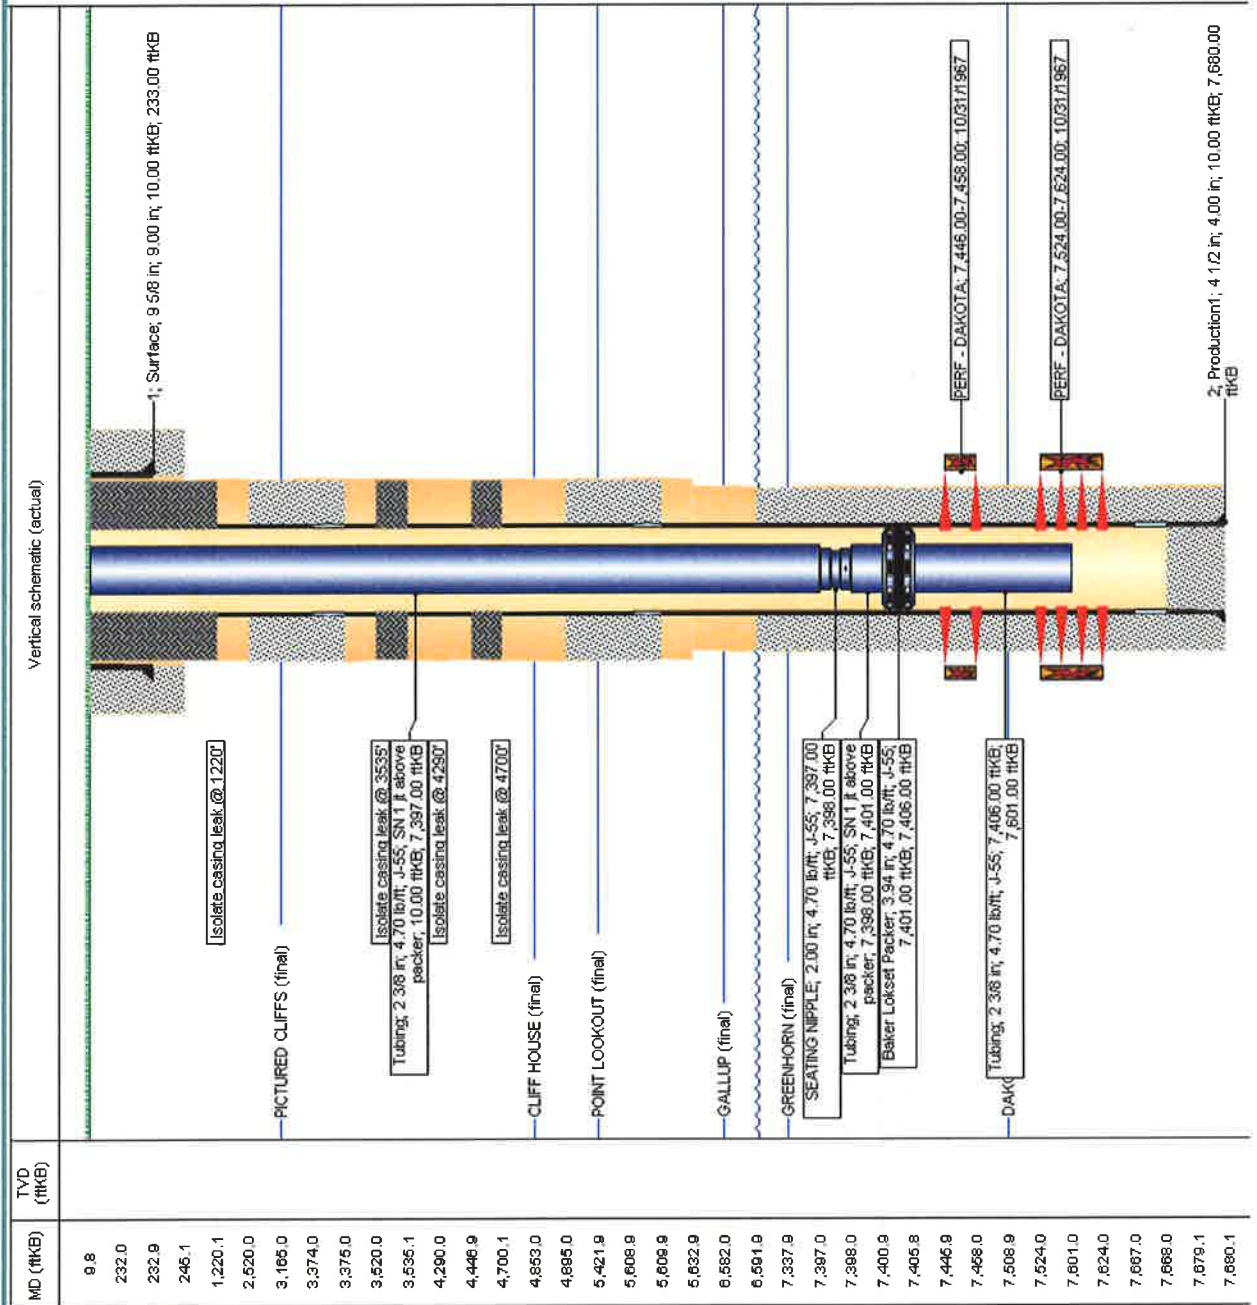 MD (ftKB)
TVD
(ftKB)
Vertical schematic (actual)
9.8
232.0
232.9
245.1
1,220.1
2,520.0
3,165.0
3,374.0
3,375.0
3,520.0
3,535.1
4,290.0
4,446.9
4,700.1
4,853.0
4,895.0
5,421.9
5,608.9
5,609.9
5,632.9
6,582.0
6,591.9
7,337.9
7,397.0
7,398.0
7,400.9
7,405.8
7,445.9
7,458.0
7,508.9
7,524.0
7,601.0
7,624.0
7,667.0
7,668.0
7,679.1
7,680.1
1; Surface; 9 5/8 in; 9.00 in; 10.00 ftKB; 233.00 ftKB
Isolate casing leak @ 1220'
PICTURED CLIFFS (final)
Isolate casing leak @ 3535'
Tubing; 2 3/8 in; 4.70 lb/ft; J-55; SN 1 jt above
packer; 10.00 ftKB; 7,397.00 ftKB
Isolate casing leak @ 4290'
Isolate casing leak @ 4700'
CLIFF HOUSE (final)
POINT LOOKOUT (final)
GALLUP (final)
GREENHORN (final)
SEATING NIPPLE; 2.00 in; 4.70 lb/ft; J-55; 7,397.00
ftKB; 7,398.00 ftKB
Tubing; 2 3/8 in; 4.70 lb/ft; J-55; SN 1 jt above
packer; 7,398.00 ftKB; 7,401.00 ftKB
Baker Lokset Packer; 3.94 in; 4.70 lb/ft; J-55;
7,401.00 ftKB; 7,406.00 ftKB
PERF - DAKOTA; 7,446.00-7,458.00; 10/31/1967
Tubing; 2 3/8 in; 4.70 lb/ft; J-55; 7,406.00 ftKB;
7,601.00 ftKB
DAKO
PERF - DAKOTA; 7,524.00-7,624.00; 10/31/1967
2; Production1; 4 1/2 in; 4.00 in; 10.00 ftKB; 7,680.00
ftKB